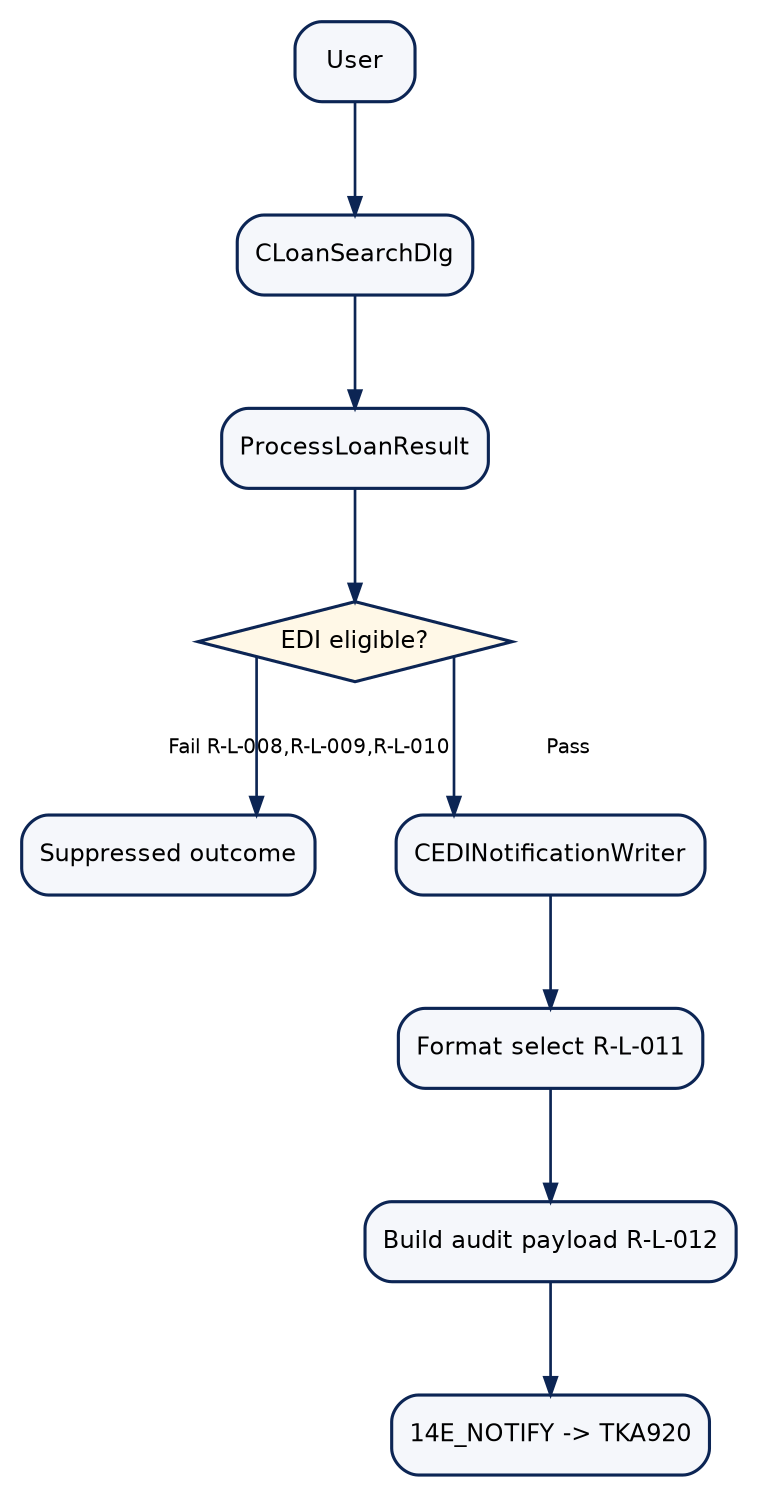 User
CLoanSearchDlg
ProcessLoanResult
EDI eligible?
Fail R-L-008,R-L-009,R-L-010
Pass
Suppressed outcome
CEDINotificationWriter
Format select R-L-011
Build audit payload R-L-012
14E_NOTIFY -> TKA920